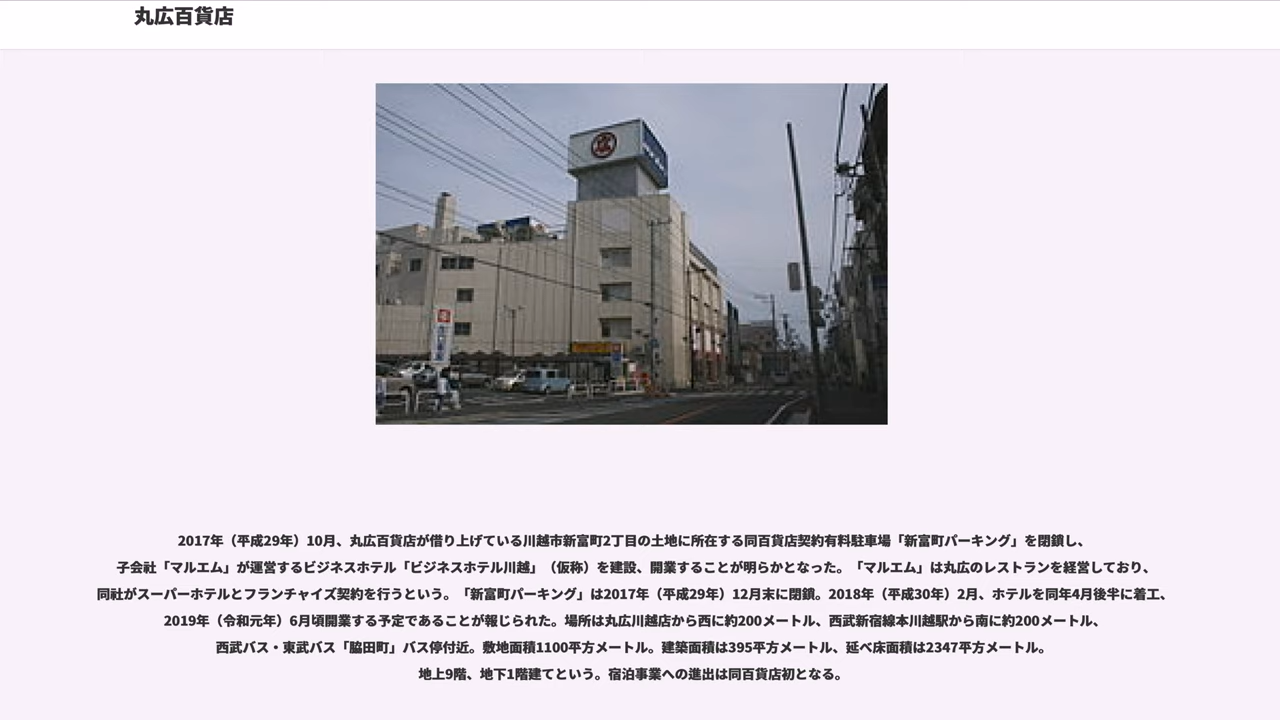 丸広百貨店
広
2017年（平成29年）10月、丸広百貨店が借り上げている川越市新富町2丁目の土地に所在する同百貨店契約有料駐車場「新富町パーキング」を閉鎖し、
子会社「マルエム」が運営するビジネスホテル「ビジネスホテル川越」（仮称）を建設、開業することが明らかとなった。「マルエム」は丸広のレストランを経営しており、
同社がスーパーホテルとフランチャイズ契約を行うという。「新富町パーキング」は2017年（平成29年）12月末に閉鎖。2018年（平成30年）2月、ホテルを同年4月後半に着工、
2019年（令和元年）6月頃開業する予定であることが報じられた。場所は丸広川越店から西に約200メートル、西武新宿線本川越駅から南に約200メートル、
西武バス・東武バス「脇田町」バス停付近。敷地面積1100平方メートル。建築面積は395平方メートル、延べ床面積は2347平方メートル。
地上9階、地下1階建てという。宿泊事業への進出は同百貨店初となる。